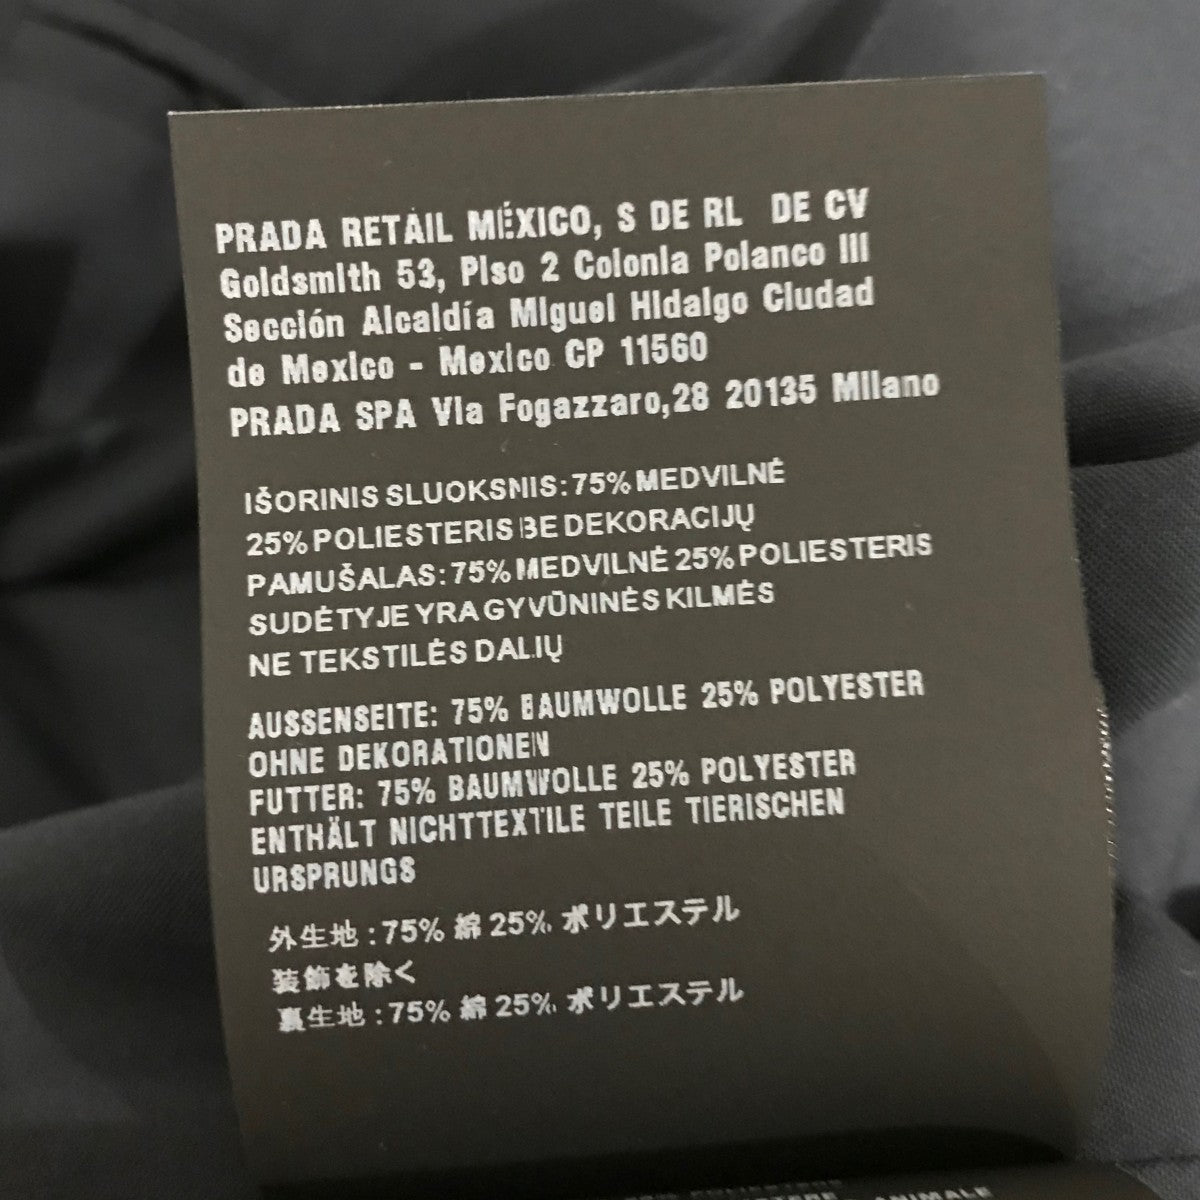 PRADA RETAIL MÉXICO, S DE RL DE CV
Goldsmith 53, Piso 2 Colonia Polanco III
Sección Alcaldía Miguel Hidalgo Ciudad
de Mexico - Mexico CP 11560
PRADA SPA Via Fogazzaro,28 20135 Milano
IŠORINIS SLUOKSNIS: 75% MEDVILNĖ
25% POLIESTERIS BE DEKORACIJŲ
PAMUŠALAS: 75% MEDVILNĖ 25% POLIESTERIS
SUDĖTYJE YRA GYVŪNINĖS KILMĖS
NE TEKSTILĖS DALIŲ
AUSSENSEITE: 75% BAUMWOLLE 25% POLYESTER
OHNE DEKORATIONEN
FUTTER: 75% BAUMWOLLE 25% POLYESTER
ENTHÄLT NICHTTEXTILE TEILE TIERISCHEN
URSPRUNGS
外生地 : 75% 綿 25% ポリエステル
装飾を除く
裏生地 : 75% 綿 25% ポリエステル
ANIMALE